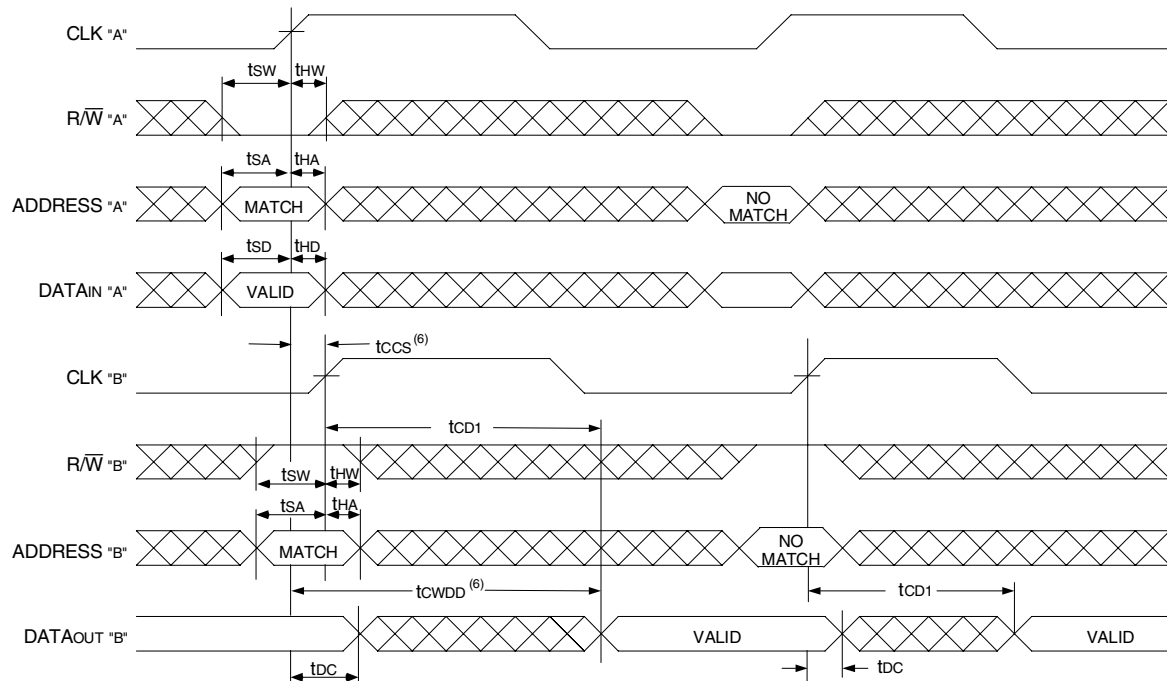 CLK "A"
tSW tHW
R/W̅ "A"
tSA tHA
ADDRESS "A" MATCH NO MATCH
tSD tHD
DATAIN "A" VALID
tCCS(6)
CLK "B"
tCD1
R/W̅ "B"
tSW tHW
tSA tHA
ADDRESS "B" MATCH NO MATCH
tCWDD(6) tCD1
DATAOUT "B" VALID VALID
tDC tDC